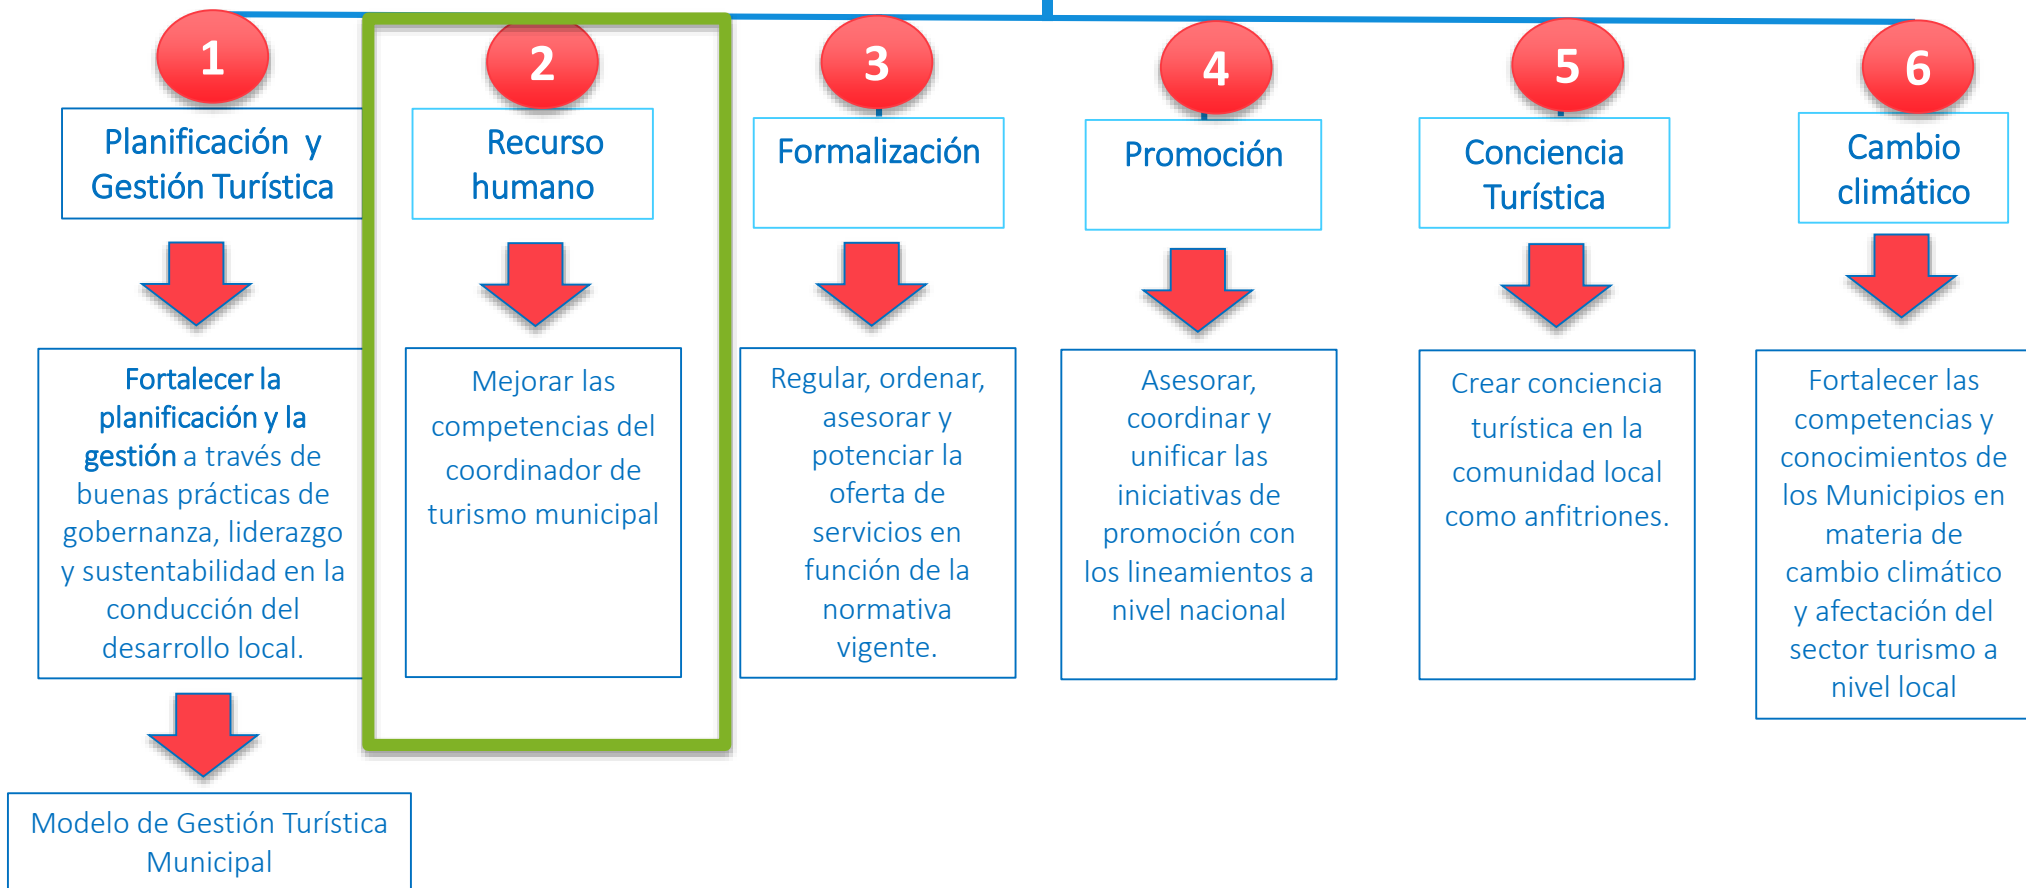 1
Planificación y
Gestión Turística
Fortalecer la
planificación y la
gestión a través de
buenas prácticas de
gobernanza, liderazgo
y sustentabilidad en la
conducción del
desarrollo local.
Modelo de Gestión Turística
Municipal
2
Recurso
humano
Mejorar las
competencias del
coordinador de
turismo municipal
3
Formalización
Regular, ordenar,
asesorar y
potenciar la
oferta de
servicios en
función de la
normativa
vigente.
4
Promoción
Asesorar,
coordinar y
unificar las
iniciativas de
promoción con
los lineamientos a
nivel nacional
5
Conciencia
Turística
Crear conciencia
turística en la
comunidad local
como anfitriones.
6
Cambio
climático
Fortalecer las
competencias y
conocimientos de
los Municipios en
materia de
cambio climático
y afectación del
sector turismo a
nivel local